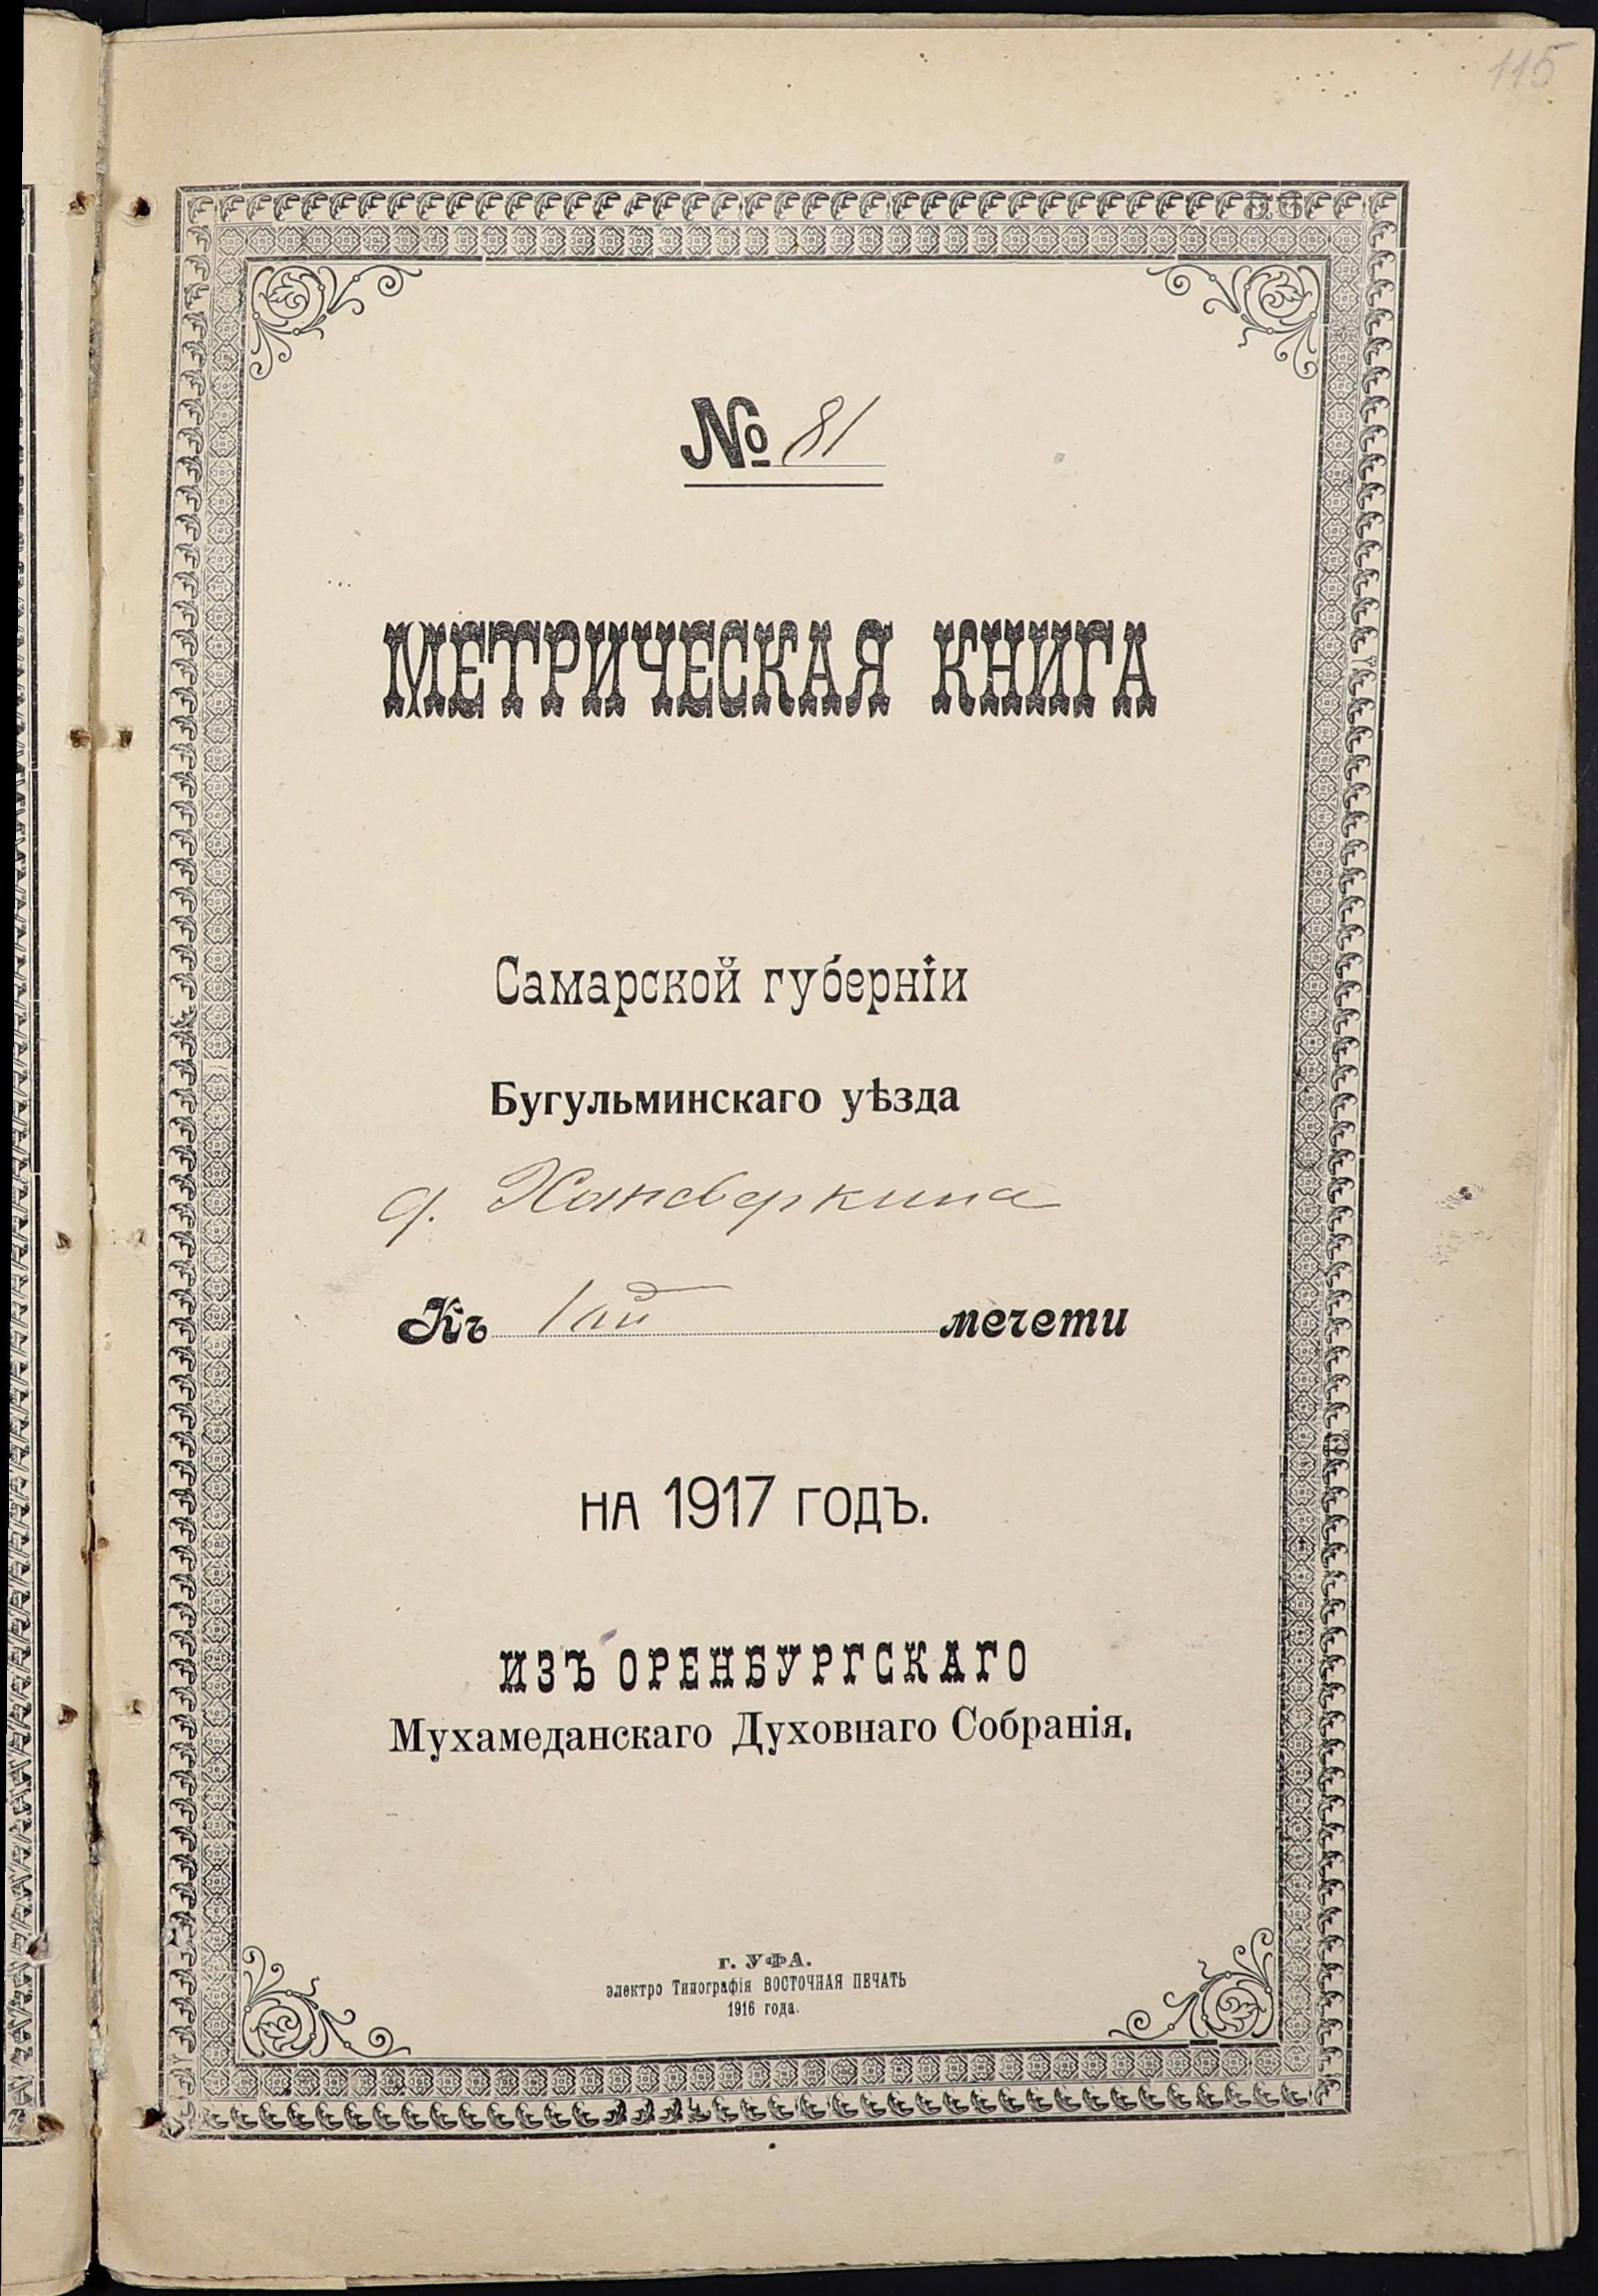 115
№ 81
МЕТРИЧЕСКАЯ КНИГА
Самарской губерніи
Бугульминскаго уѣзда
д. Хансверкина
Къ 1ой мечети
НА 1917 ГОДЪ.
ИЗЪ ОРЕНБУРГСКАГО
Мухамеданскаго Духовнаго Собранія.
г. УФА.
электро Типографія ВОСТОЧНАЯ ПЕЧАТЬ
1916 года.